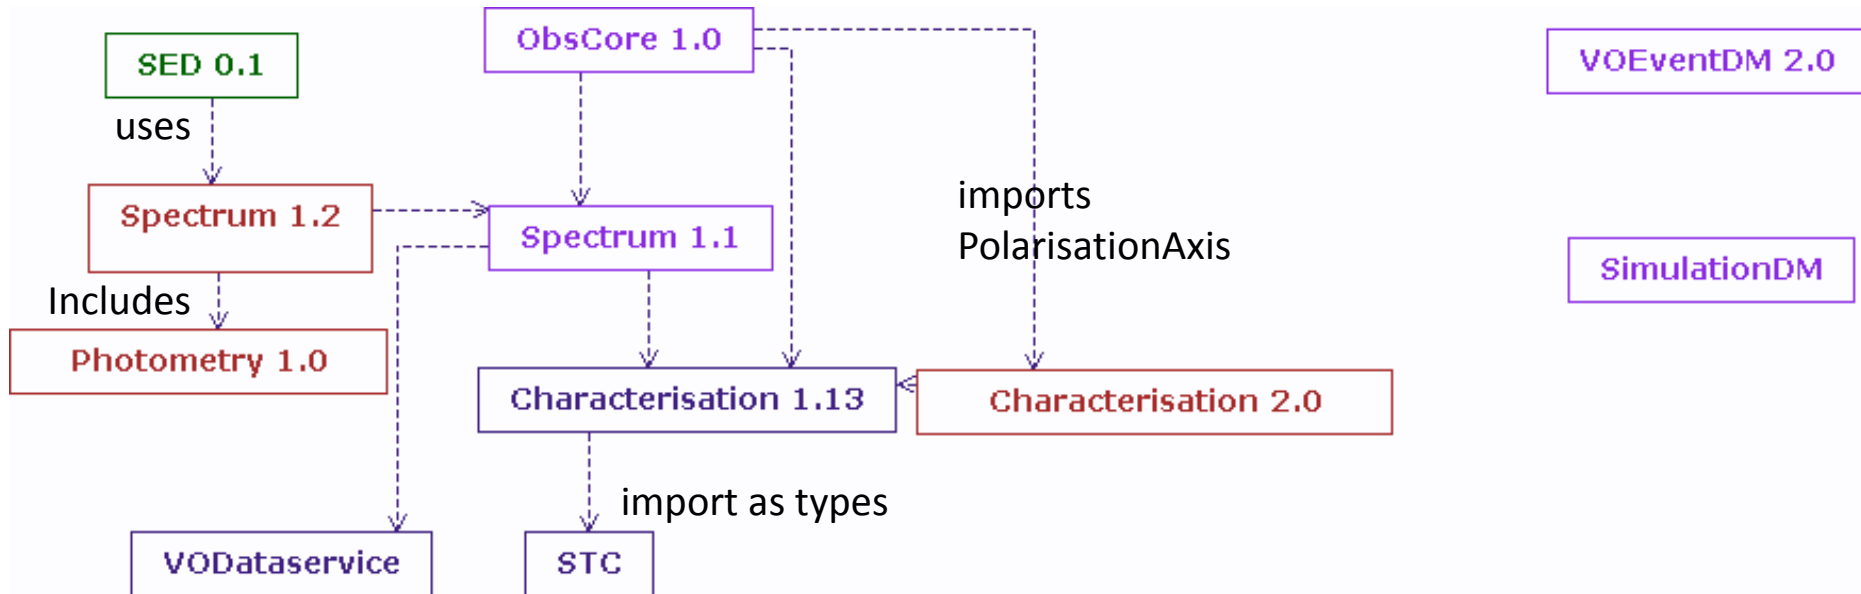 SED 0.1
ObsCore 1.0
VOEventDM 2.0
uses
Spectrum 1.2
Spectrum 1.1
imports
PolarisationAxis
SimulationDM
Includes
Photometry 1.0
Characterisation 1.13
Characterisation 2.0
import as types
VODataservice
STC